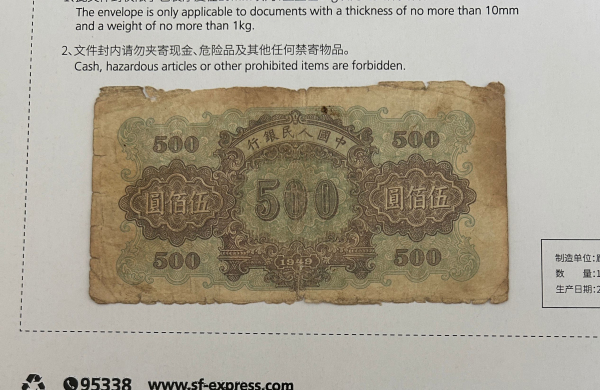 The envelope is only applicable to documents with a thickness of no more than 10mm
and a weight of no more than 1kg.
2、文件封内请勿夹寄现金、危险品及其他任何禁寄物品。
Cash, hazardous articles or other prohibited items are forbidden.
500 行銀民人國中 500
圓佰伍 500 圓佰伍
500 1949 500
制造单位:
数 量:1
生产日期:2
95338 www.sf-express.com